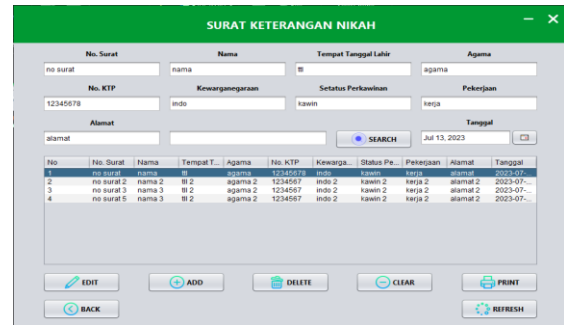 SURAT KETERANGAN NIKAH
No. Surat Nama Tempat Tanggal Lahir Agama
no surat nama ttl agama
No. KTP Kewarganegaraan Setatus Perkawinan Pekerjaan
12345678 indo kawin kerja
Alamat Tanggal
alamat SEARCH Jul 13, 2023
No No. Surat Nama Tempat T... Agama No. KTP Kewarga... Status Pe... Pekerjaan Alamat Tanggal
1 no surat nama ttl agama 12345678 indo kawin kerja alamat 2023-07-...
2 no surat 2 nama 2 ttl 2 agama 2 1234567 indo 2 kawin 2 kerja 2 alamat 2 2023-07-...
3 no surat 3 nama 3 ttl 2 agama 2 1234567 indo 2 kawin 2 kerja 2 alamat 2 2023-07-...
4 no surat 5 nama 3 ttl 2 agama 2 1234567 indo 2 kawin 2 kerja 2 alamat 2 2023-07-...
EDIT ADD DELETE CLEAR PRINT
BACK REFRESH